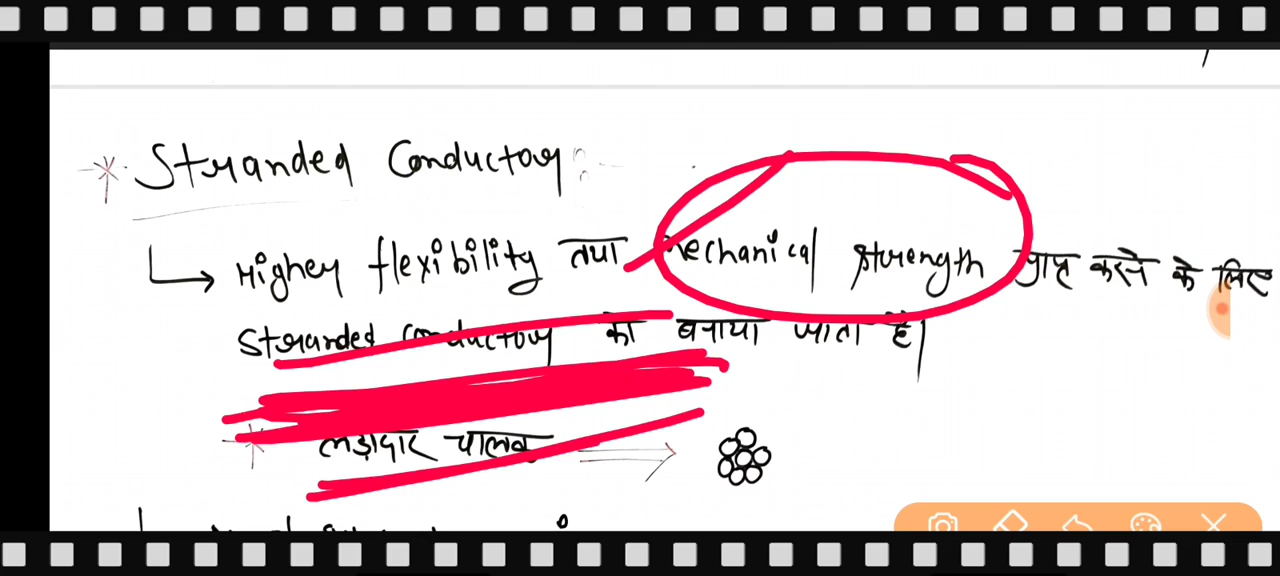 * Stranded Conductor :
↳ Higher flexibility तथा mechanical strength प्राप्त करने के लिए
Stranded conductor को बनाया जाता है।
* लड़ीदार चालक →